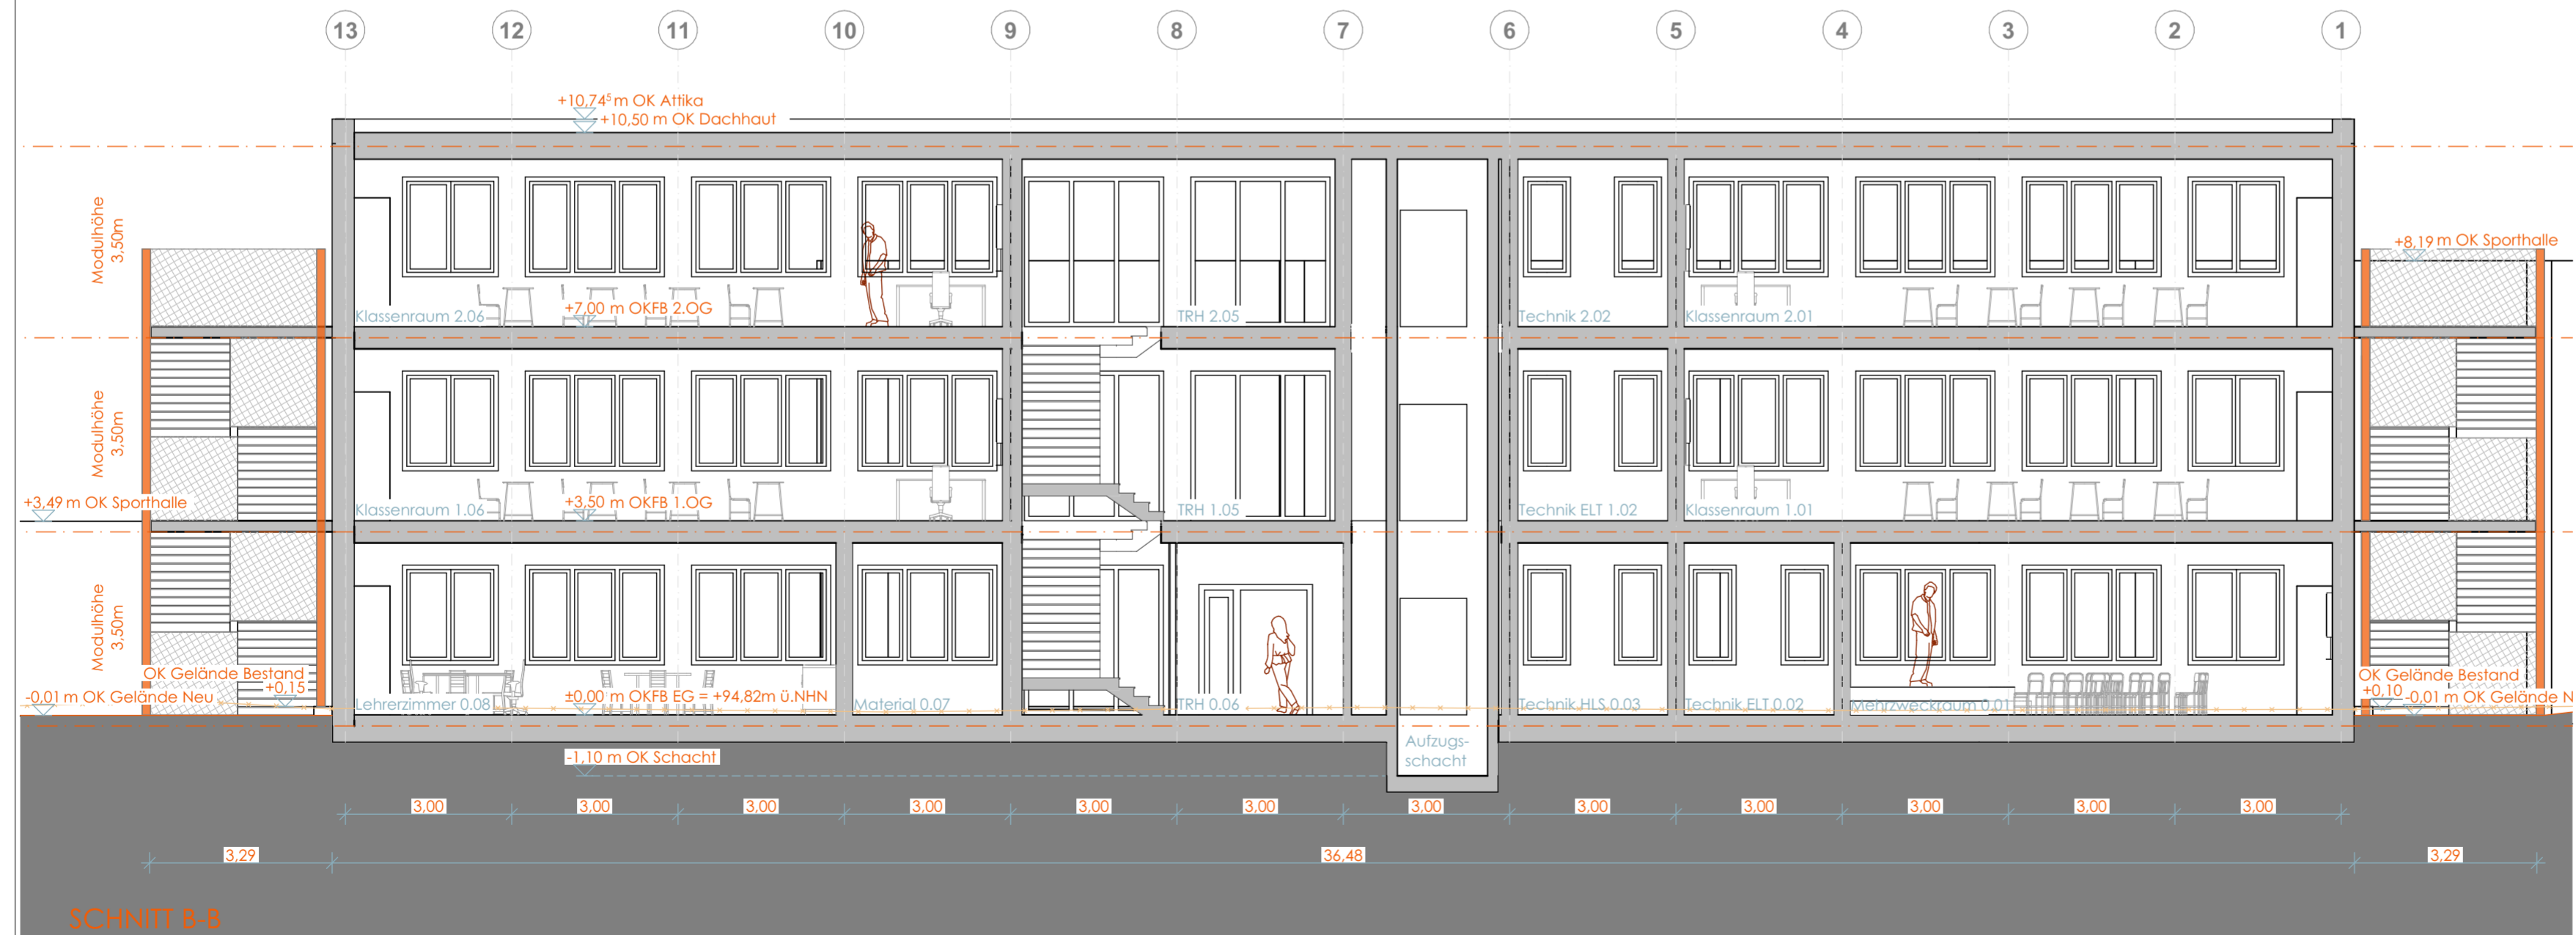 13 12 11 10 9 8 7 6 5 4 3 2 1
+10,74⁵ m OK Attika
+10,50 m OK Dachhaut
Modulhöhe
3,50m
+8,19 m OK Sporthalle
Klassenraum 2.06
+7,00 m OKFB 2.OG
TRH 2.05
Technik 2.02
Klassenraum 2.01
Modulhöhe
3,50m
+3,49 m OK Sporthalle
Klassenraum 1.06
+3,50 m OKFB 1.OG
TRH 1.05
Technik ELT 1.02
Klassenraum 1.01
Modulhöhe
3,50m
OK Gelände Bestand
+0,15
-0,01 m OK Gelände Neu
Lehrerzimmer 0.08
±0,00 m OKFB EG = +94,82m ü.NHN
Material 0.07
TRH 0.06
Technik HLS 0.03
Technik ELT 0.02
Mehrzweckraum 0.01
OK Gelände Bestand
+0,10
-0,01 m OK Gelände N
-1,10 m OK Schacht
Aufzugs-
schacht
3,00 3,00 3,00 3,00 3,00 3,00 3,00 3,00 3,00 3,00 3,00 3,00
3,29 36,48 3,29
SCHNITT B-B